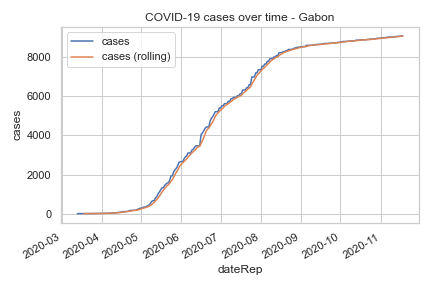 COVID-19 cases over time - Gabon
cases
cases (rolling)
8000
6000
4000
2000
0
cases
2020-03
2020-04
2020-05
2020-06
2020-07
2020-08
2020-09
2020-10
2020-11
dateRep